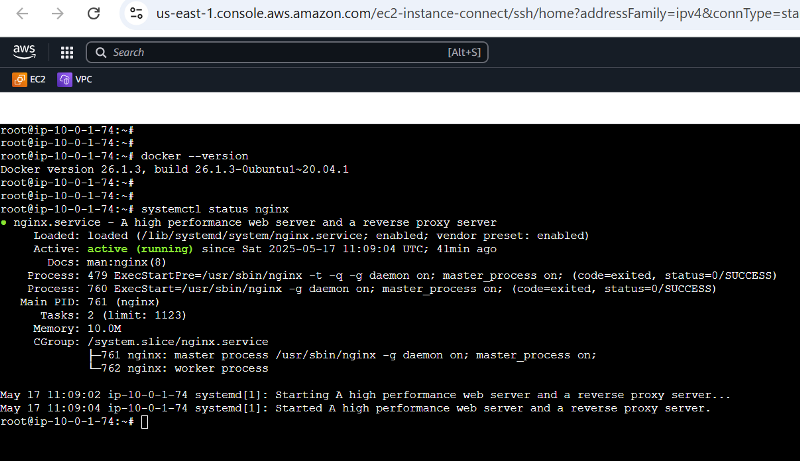 us-east-1.console.aws.amazon.com/ec2-instance-connect/ssh/home?addressFamily=ipv4&connType=sta
aws
Search [Alt+S]
EC2 VPC
root@ip-10-0-1-74:~#
root@ip-10-0-1-74:~#
root@ip-10-0-1-74:~# docker --version
Docker version 26.1.3, build 26.1.3-0ubuntu1~20.04.1
root@ip-10-0-1-74:~#
root@ip-10-0-1-74:~#
root@ip-10-0-1-74:~# systemctl status nginx
● nginx.service - A high performance web server and a reverse proxy server
Loaded: loaded (/lib/systemd/system/nginx.service; enabled; vendor preset: enabled)
Active: active (running) since Sat 2025-05-17 11:09:04 UTC; 41min ago
Docs: man:nginx(8)
Process: 479 ExecStartPre=/usr/sbin/nginx -t -q -g daemon on; master_process on; (code=exited, status=0/SUCCESS)
Process: 760 ExecStart=/usr/sbin/nginx -g daemon on; master_process on; (code=exited, status=0/SUCCESS)
Main PID: 761 (nginx)
Tasks: 2 (limit: 1123)
Memory: 10.0M
CGroup: /system.slice/nginx.service
├─761 nginx: master process /usr/sbin/nginx -g daemon on; master_process on;
└─762 nginx: worker process
May 17 11:09:02 ip-10-0-1-74 systemd[1]: Starting A high performance web server and a reverse proxy server...
May 17 11:09:04 ip-10-0-1-74 systemd[1]: Started A high performance web server and a reverse proxy server.
root@ip-10-0-1-74:~#